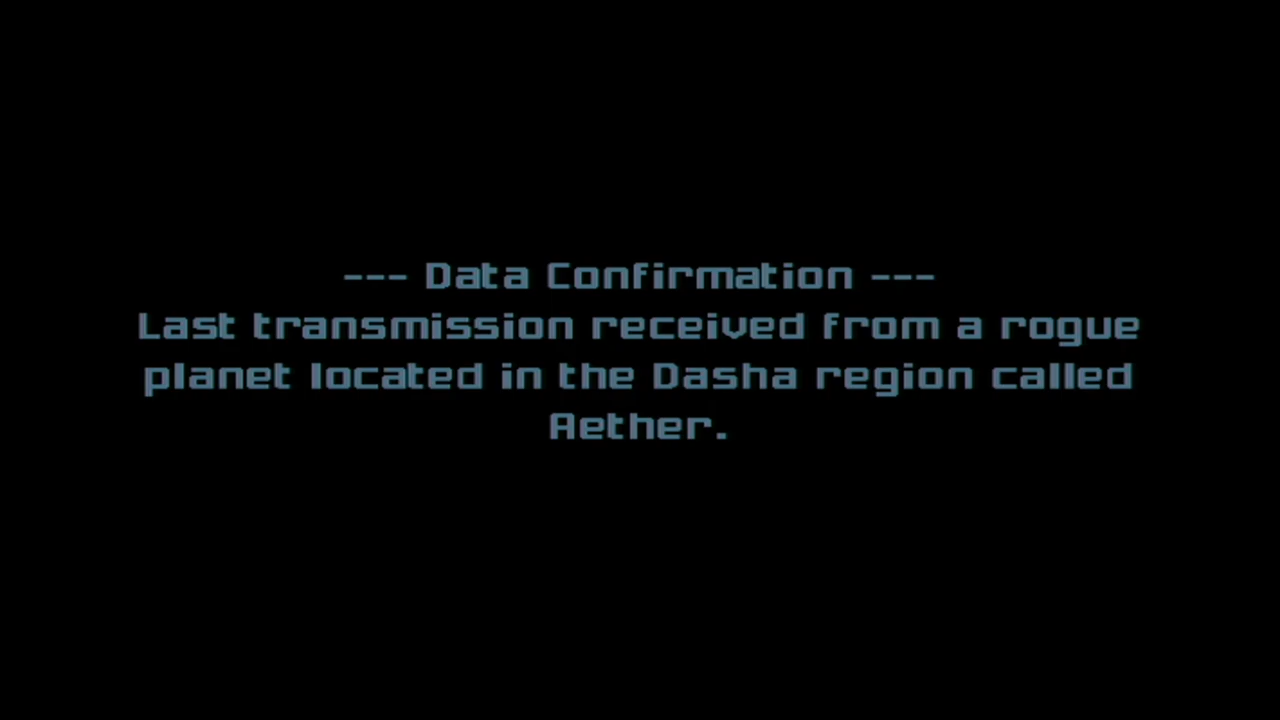 --- Data Confirmation ---
Last transmission received from a rogue
planet located in the Dasha region called
Aether.